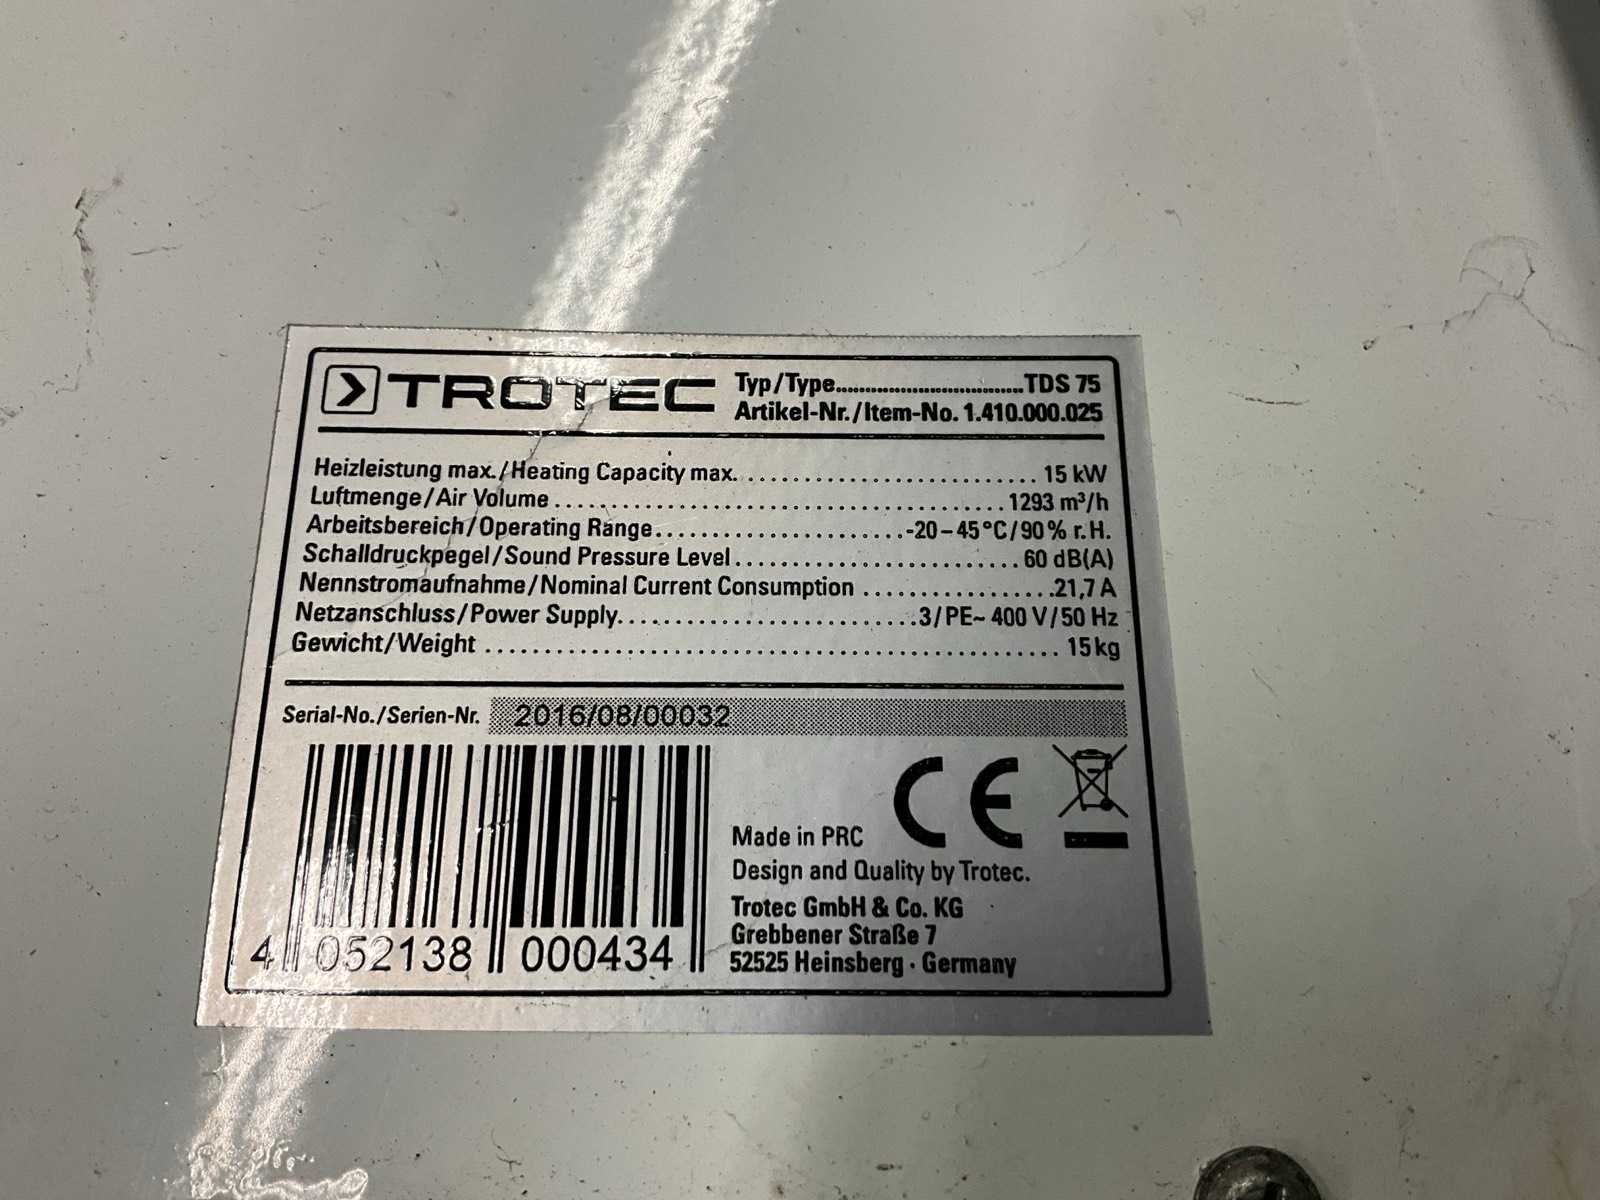 TROTEC
Typ/Type................................TDS 75
Artikel-Nr./Item-No. 1.410.000.025
Heizleistung max./Heating Capacity max. ........................... 15 kW
Luftmenge/Air Volume ...................................... 1293 m³/h
Arbeitsbereich/Operating Range.......................-20–45°C/90% r.H.
Schalldruckpegel/Sound Pressure Level........................ 60 dB(A)
Nennstromaufnahme/Nominal Current Consumption .................21,7 A
Netzanschluss/Power Supply.........................3/PE~ 400 V/50 Hz
Gewicht/Weight ................................................ 15 kg
Serial-No./Serien-Nr. 2016/08/00032
4 052138 000434
CE
Made in PRC
Design and Quality by Trotec.
Trotec GmbH & Co. KG
Grebbener Straße 7
52525 Heinsberg · Germany